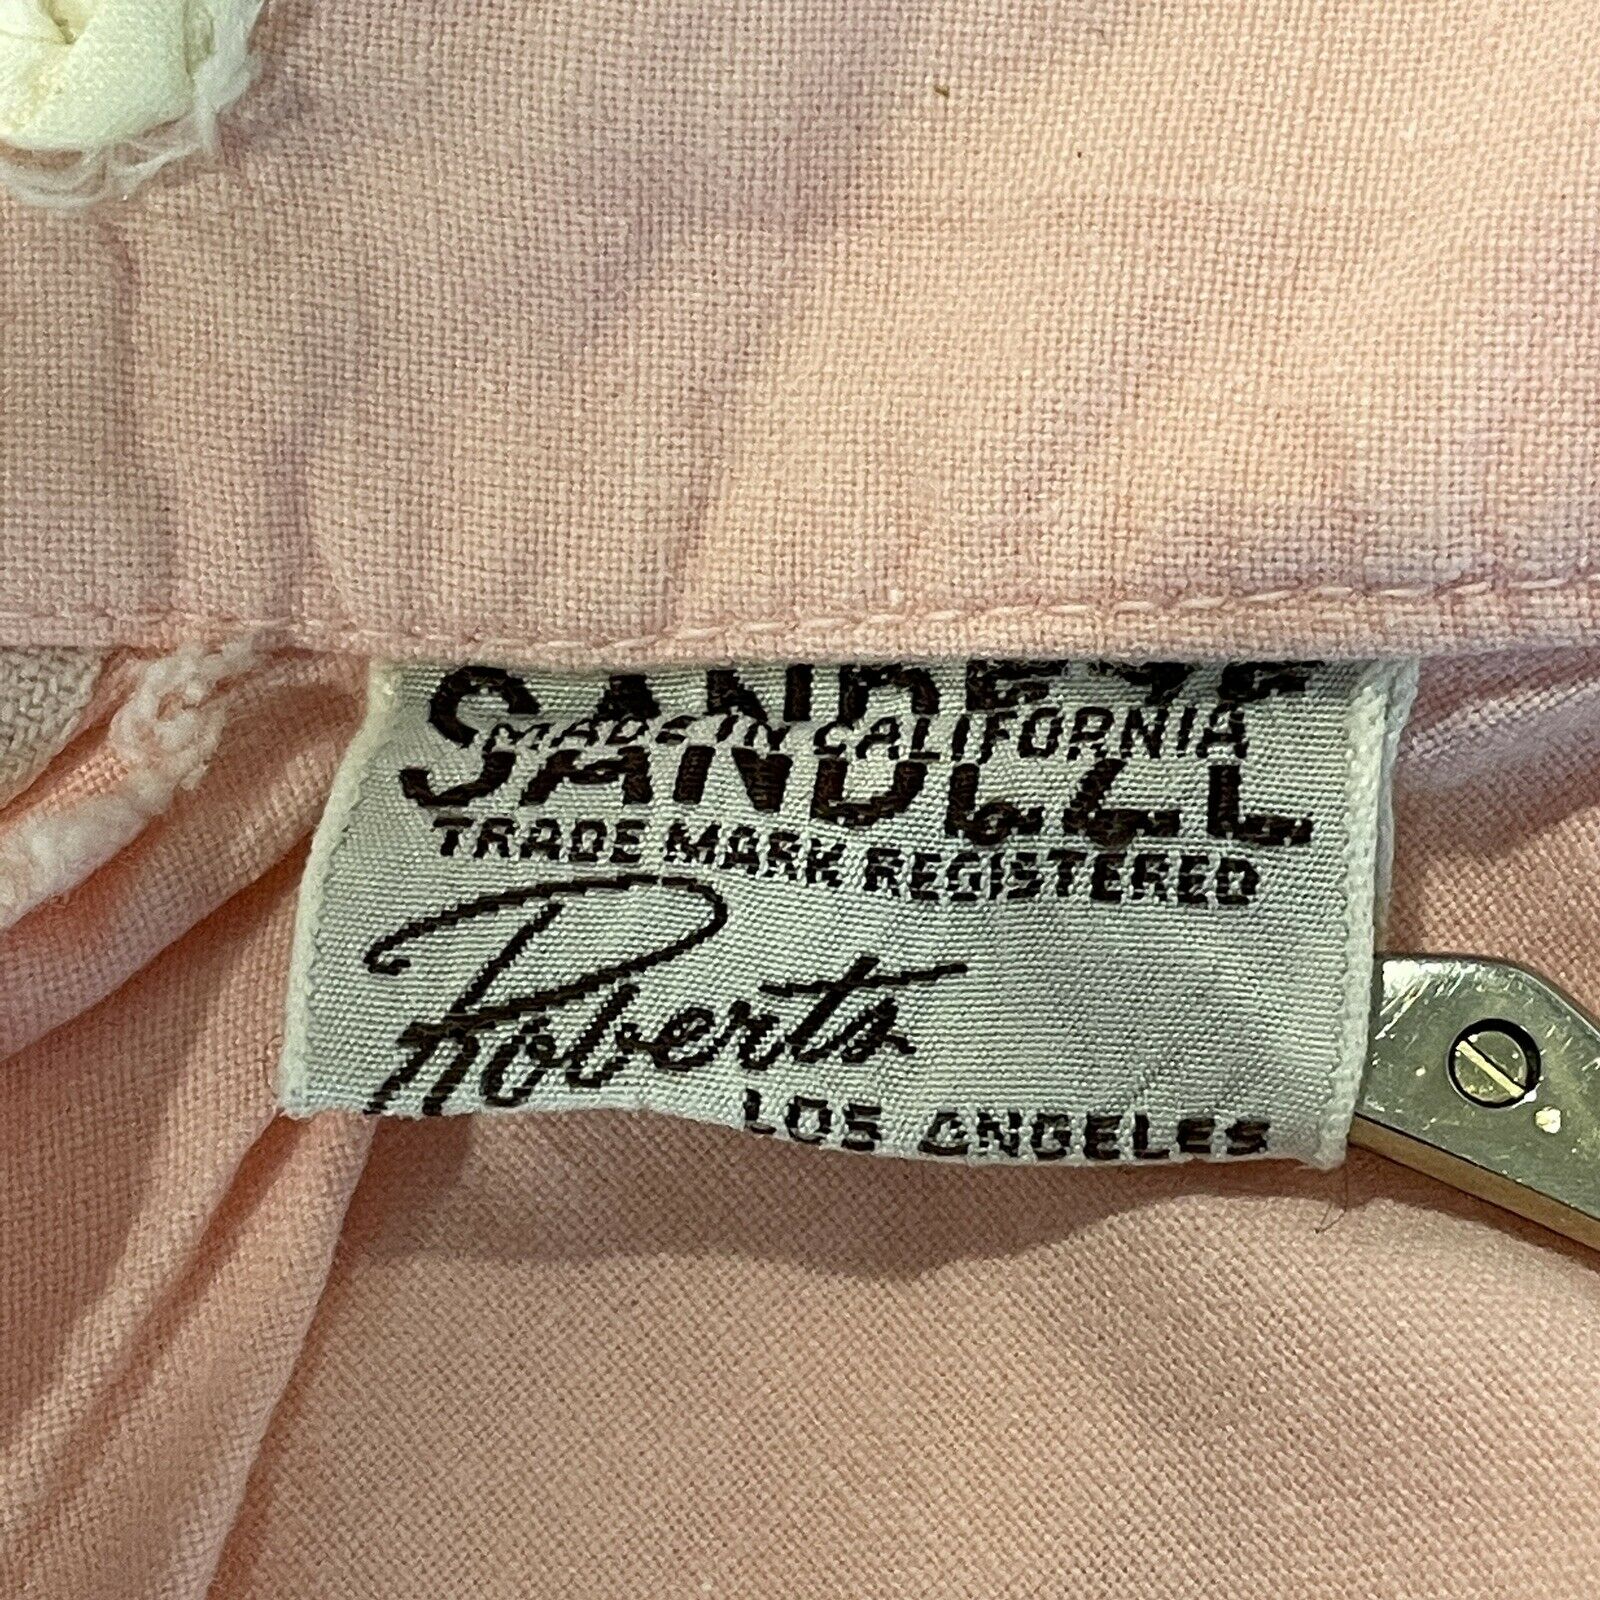 SANDEZE
MADE IN CALIFORNIA
TRADE MARK REGISTERED
Roberts
LOS ANGELES